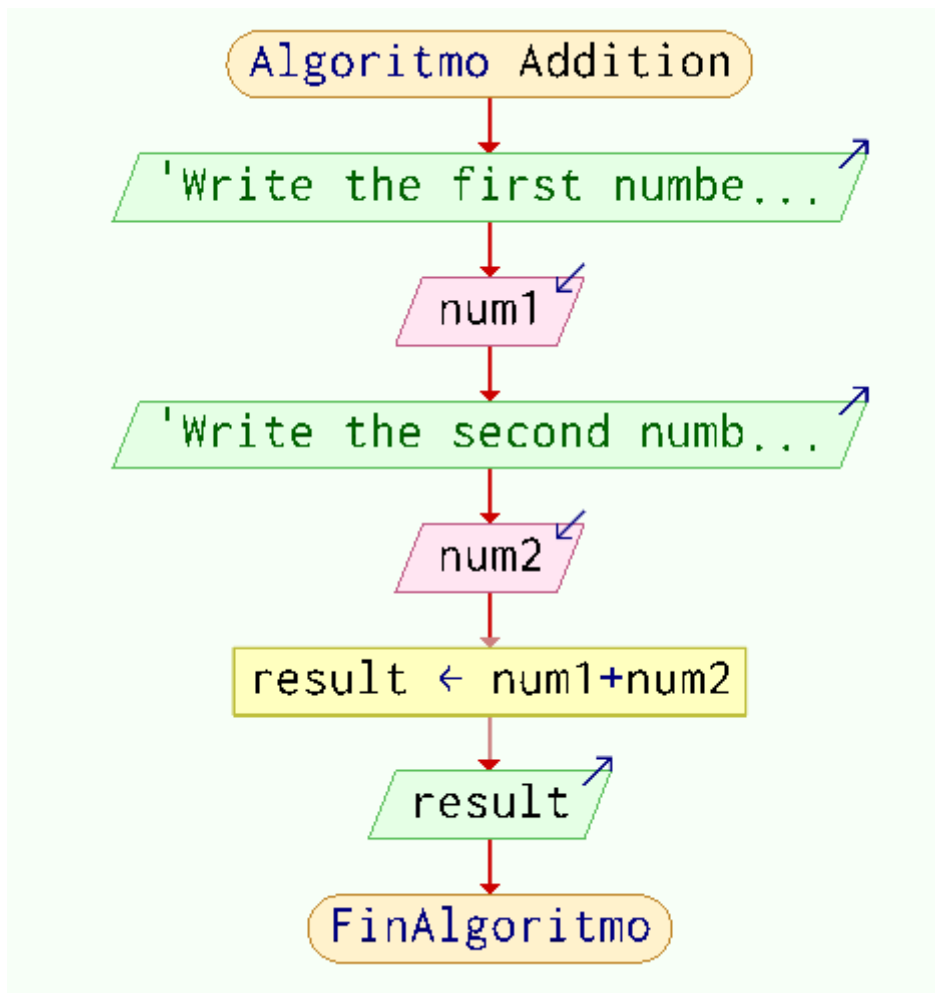 Algoritmo Addition
'Write the first numbe...
num1
'Write the second numb...
num2
result ← num1+num2
result
FinAlgoritmo